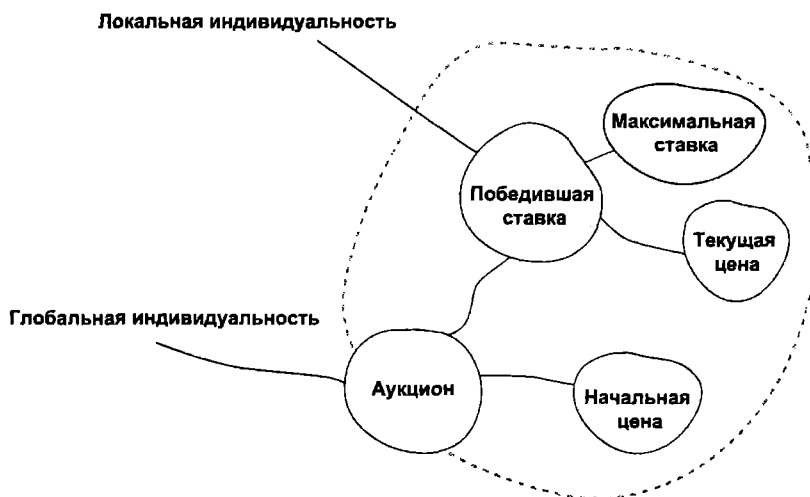 Локальная индивидуальность
Максимальная
ставка
Победившая
ставка
Текущая
цена
Глобальная индивидуальность
Аукцион
Начальная
цена